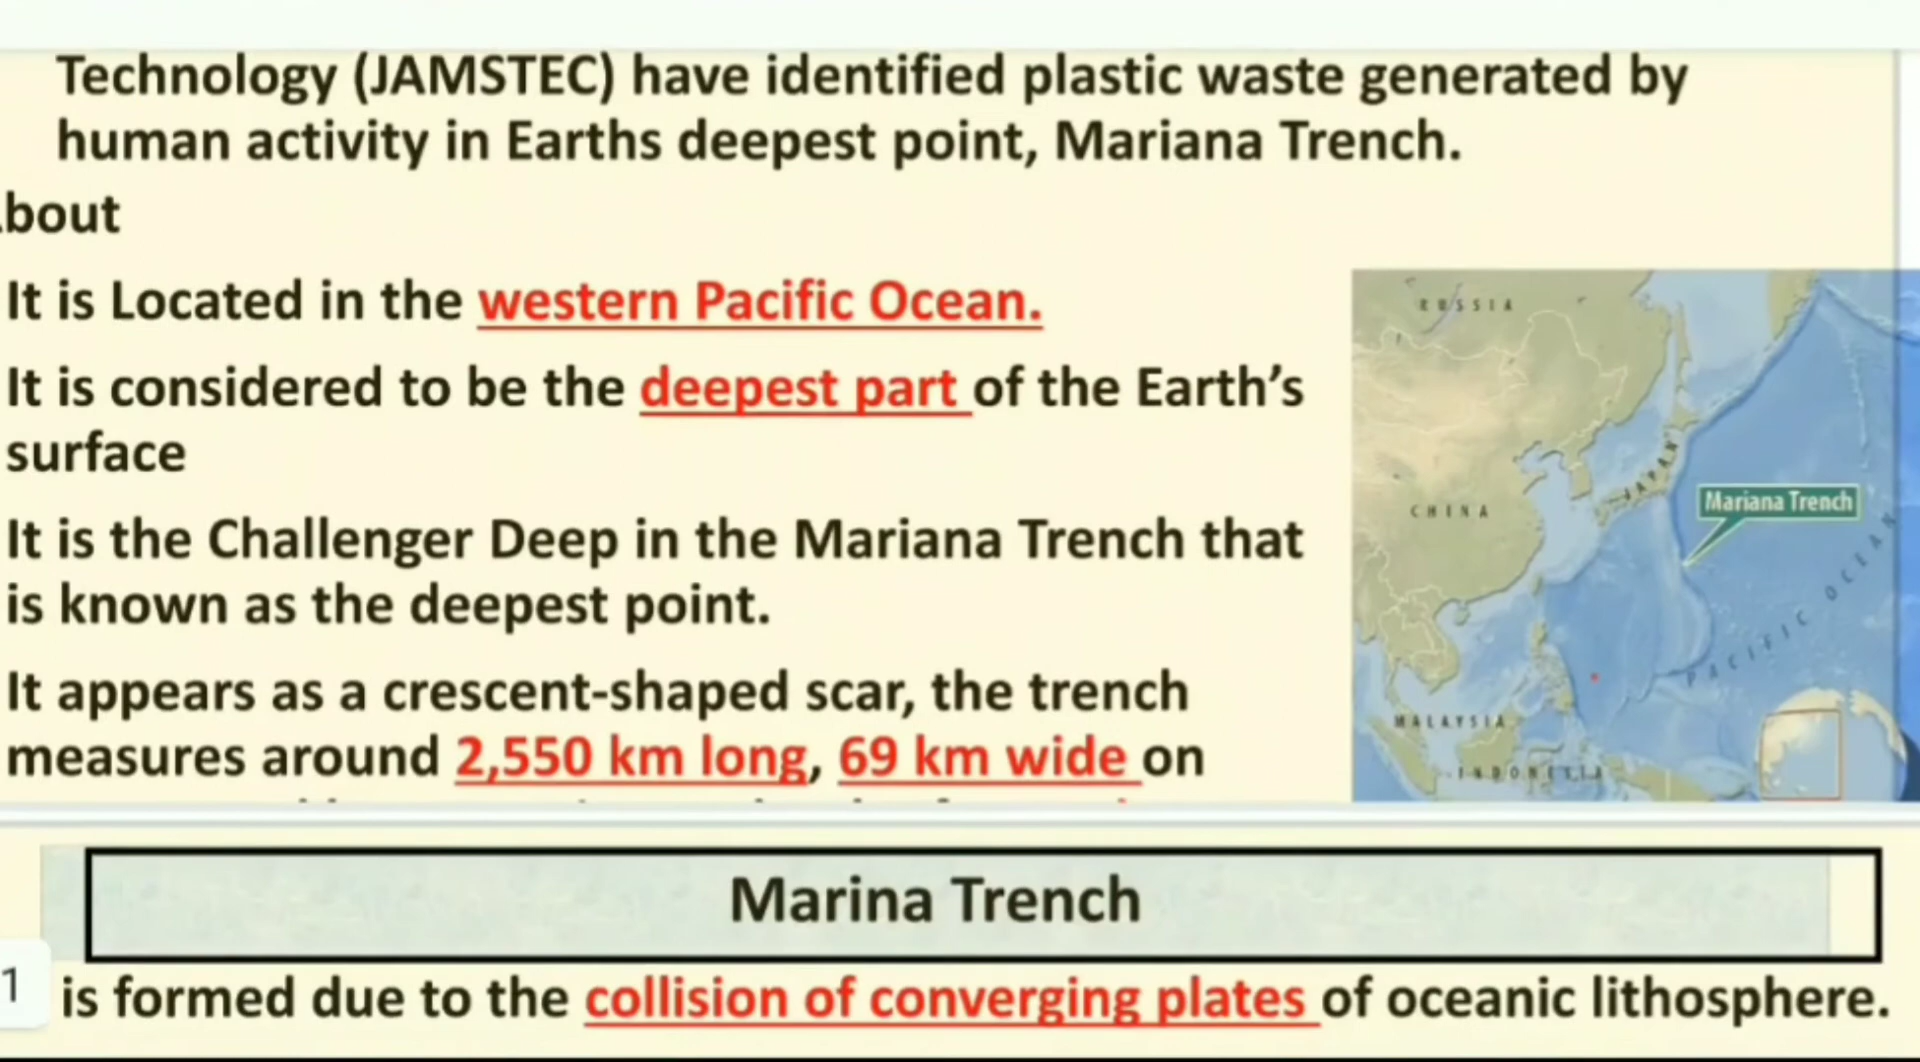 Technology (JAMSTEC) have identified plastic waste generated by
human activity in Earths deepest point, Mariana Trench.
bout
It is Located in the western Pacific Ocean.
It is considered to be the deepest part of the Earth's
surface
It is the Challenger Deep in the Mariana Trench that
is known as the deepest point.
It appears as a crescent-shaped scar, the trench
measures around 2,550 km long, 69 km wide on
RUSSIA
CHINA
JAPAN
Mariana Trench
PACIFIC OCEAN
MALAYSIA
INDONESIA
Marina Trench
1
is formed due to the collision of converging plates of oceanic lithosphere.